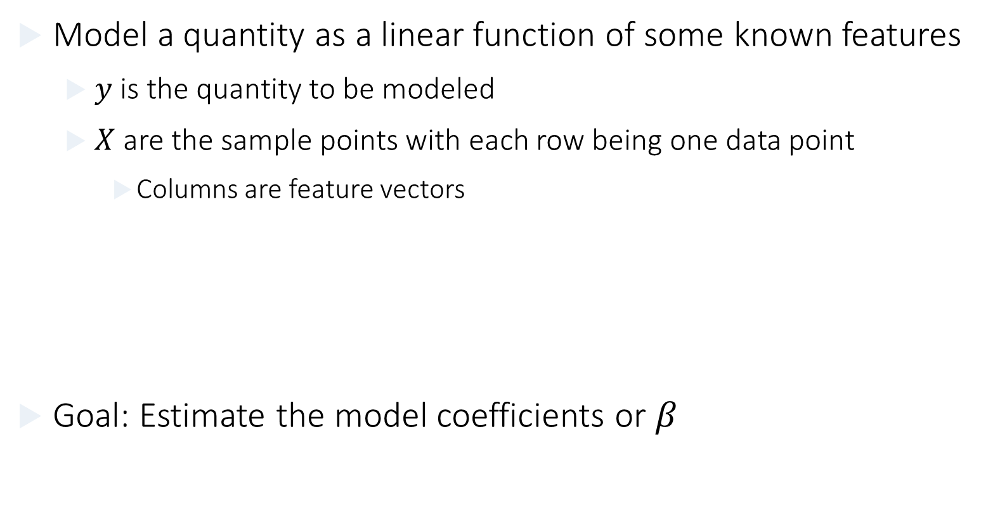 Model a quantity as a linear function of some known features
y is the quantity to be modeled
X are the sample points with each row being one data point
Columns are feature vectors
Goal: Estimate the model coefficients or β